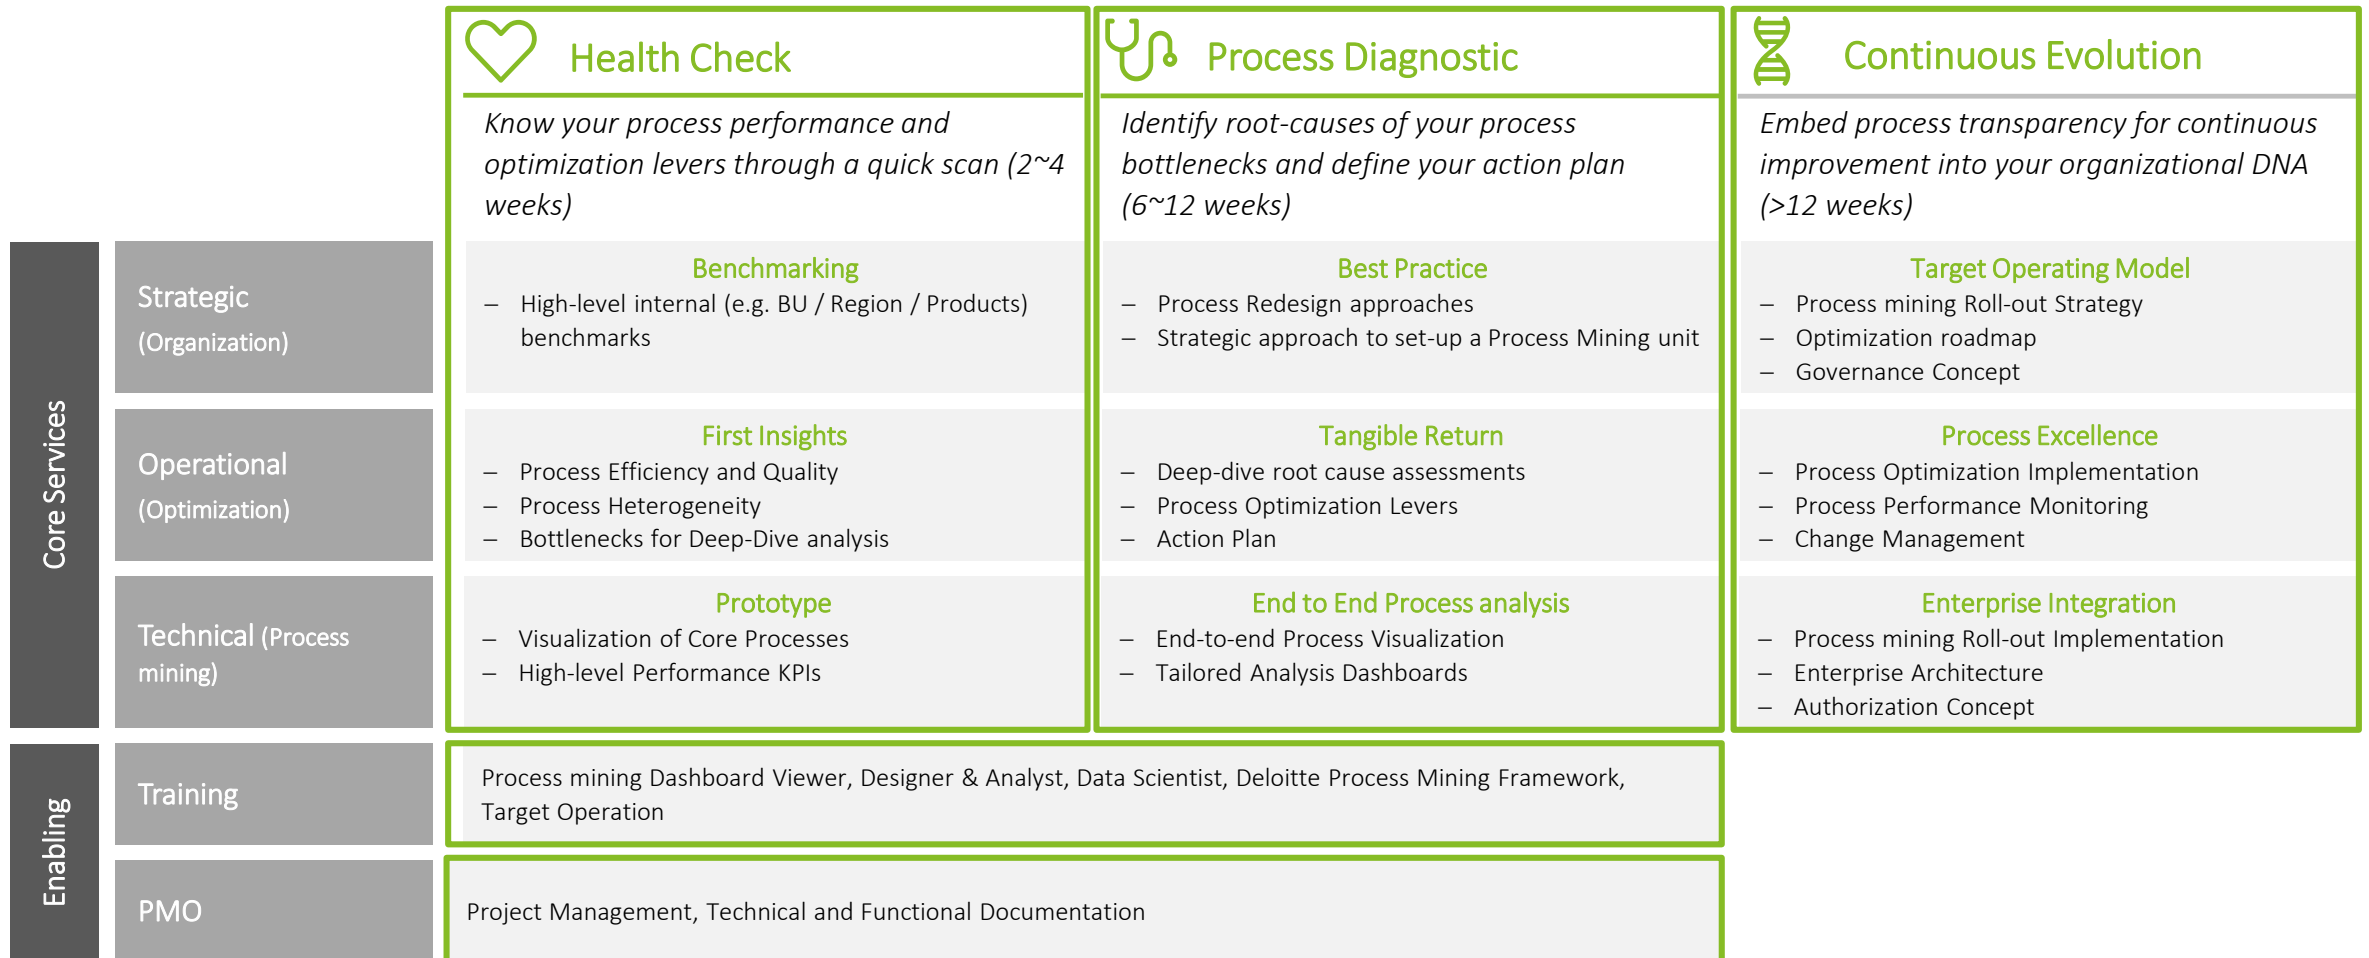 Health Check
Know your process performance and
optimization levers through a quick scan (2~4
weeks)
Process Diagnostic
Identify root-causes of your process
bottlenecks and define your action plan
(6~12 weeks)
Continuous Evolution
Embed process transparency for continuous
improvement into your organizational DNA
(>12 weeks)
Core Services
Strategic
(Organization)
Benchmarking
– High-level internal (e.g. BU / Region / Products)
benchmarks
Best Practice
– Process Redesign approaches
– Strategic approach to set-up a Process Mining unit
Target Operating Model
– Process mining Roll-out Strategy
– Optimization roadmap
– Governance Concept
Operational
(Optimization)
First Insights
– Process Efficiency and Quality
– Process Heterogeneity
– Bottlenecks for Deep-Dive analysis
Tangible Return
– Deep-dive root cause assessments
– Process Optimization Levers
– Action Plan
Process Excellence
– Process Optimization Implementation
– Process Performance Monitoring
– Change Management
Technical (Process
mining)
Prototype
– Visualization of Core Processes
– High-level Performance KPIs
End to End Process analysis
– End-to-end Process Visualization
– Tailored Analysis Dashboards
Enterprise Integration
– Process mining Roll-out Implementation
– Enterprise Architecture
– Authorization Concept
Enabling
Training
Process mining Dashboard Viewer, Designer & Analyst, Data Scientist, Deloitte Process Mining Framework,
Target Operation
PMO
Project Management, Technical and Functional Documentation